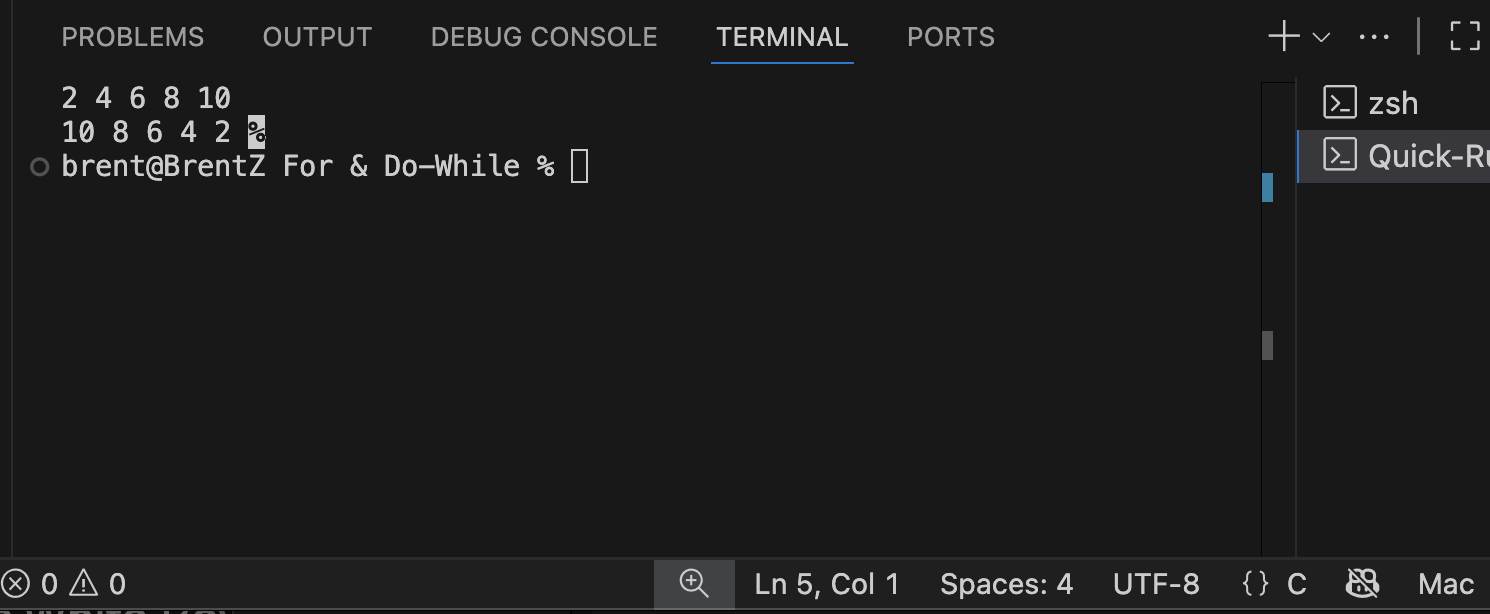 PROBLEMS OUTPUT DEBUG CONSOLE TERMINAL PORTS
2 4 6 8 10
10 8 6 4 2 %
brent@BrentZ For & Do-While %
zsh
Quick-Ru
0 0
Ln 5, Col 1 Spaces: 4 UTF-8 {} C Mac